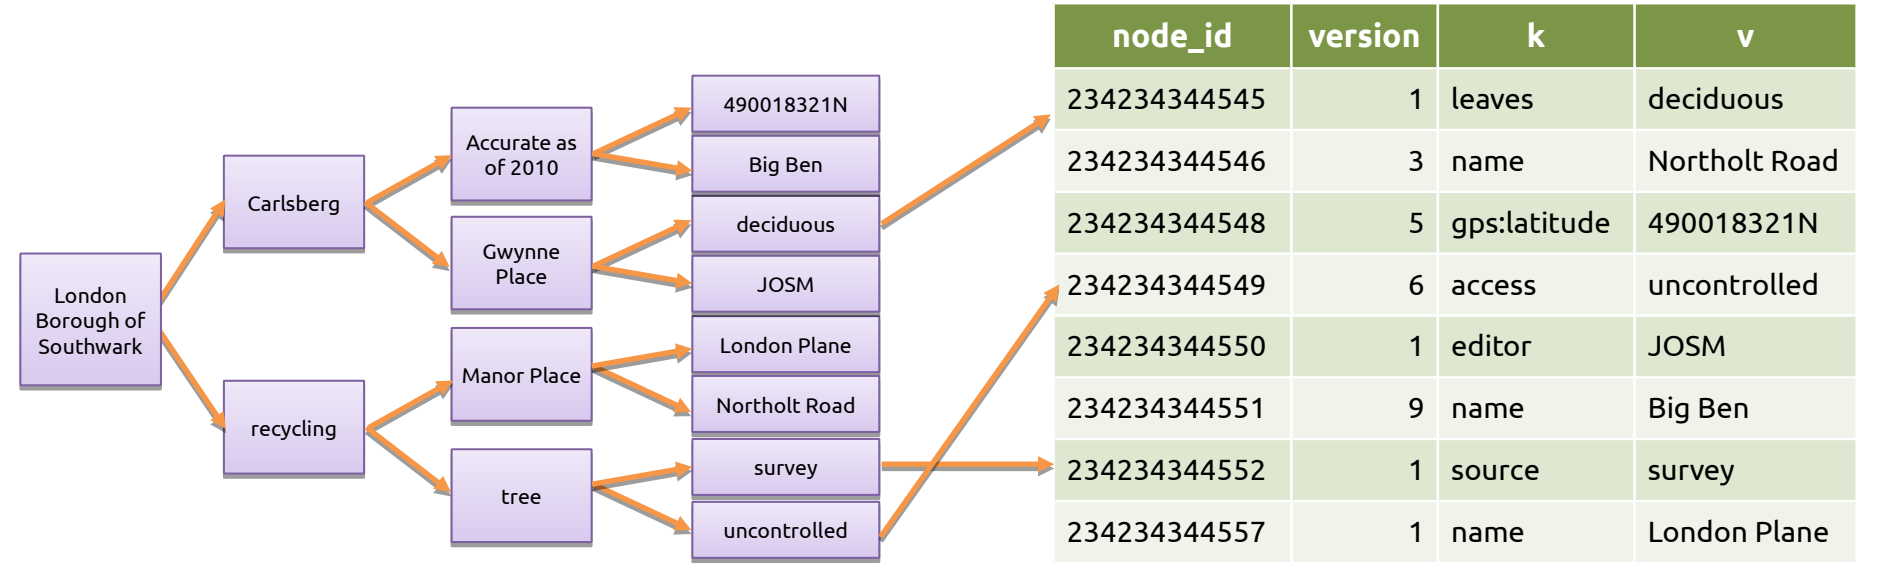 London
Borough of
Southwark
Carlsberg
recycling
Accurate as
of 2010
Gwynne
Place
Manor Place
tree
490018321N
Big Ben
deciduous
JOSM
London Plane
Northolt Road
survey
uncontrolled
node_id version k v
234234344545 1 leaves deciduous
234234344546 3 name Northolt Road
234234344548 5 gps:latitude 490018321N
234234344549 6 access uncontrolled
234234344550 1 editor JOSM
234234344551 9 name Big Ben
234234344552 1 source survey
234234344557 1 name London Plane